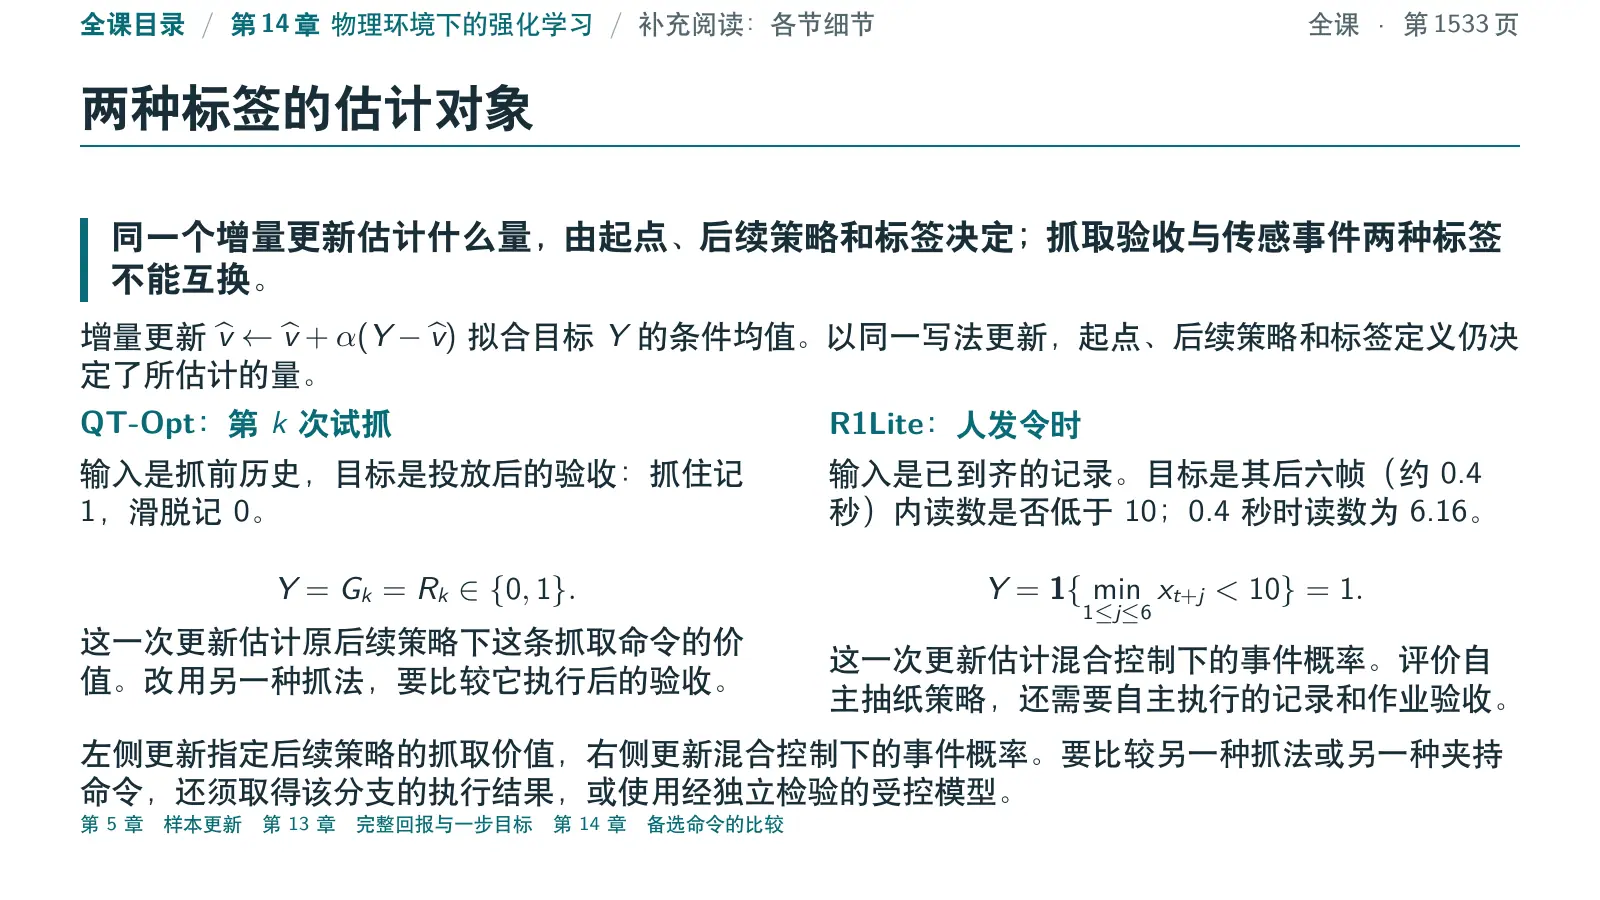 全课目录 / 第 14 章 物理环境下的强化学习 / 补充阅读：各节细节
全课 · 第 1533 页
两种标签的估计对象
同一个增量更新估计什么量，由起点、后续策略和标签决定；抓取验收与传感事件两种标签
不能互换。
增量更新 v̂ ← v̂ + α(Y − v̂) 拟合目标 Y 的条件均值。以同一写法更新，起点、后续策略和标签定义仍决
定了所估计的量。
QT-Opt：第 k 次试抓
输入是抓前历史，目标是投放后的验收：抓住记
1，滑脱记 0。
Y = G_k = R_k ∈ {0, 1}.
这一次更新估计原后续策略下这条抓取命令的价
值。改用另一种抓法，要比较它执行后的验收。
R1Lite：人发令时
输入是已到齐的记录。目标是其后六帧（约 0.4
秒）内读数是否低于 10；0.4 秒时读数为 6.16。
Y = 1{ min_{1≤j≤6} x_{t+j} < 10} = 1.
这一次更新估计混合控制下的事件概率。评价自
主抽纸策略，还需要自主执行的记录和作业验收。
左侧更新指定后续策略的抓取价值，右侧更新混合控制下的事件概率。要比较另一种抓法或另一种夹持
命令，还须取得该分支的执行结果，或使用经独立检验的受控模型。
第 5 章 样本更新 第 13 章 完整回报与一步目标 第 14 章 备选命令的比较